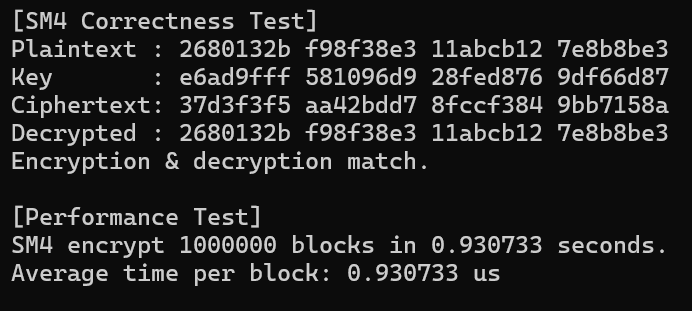 [SM4 Correctness Test]
Plaintext : 2680132b f98f38e3 11abcb12 7e8b8be3
Key       : e6ad9fff 581096d9 28fed876 9df66d87
Ciphertext: 37d3f3f5 aa42bdd7 8fccf384 9bb7158a
Decrypted : 2680132b f98f38e3 11abcb12 7e8b8be3
Encryption & decryption match.

[Performance Test]
SM4 encrypt 1000000 blocks in 0.930733 seconds.
Average time per block: 0.930733 us